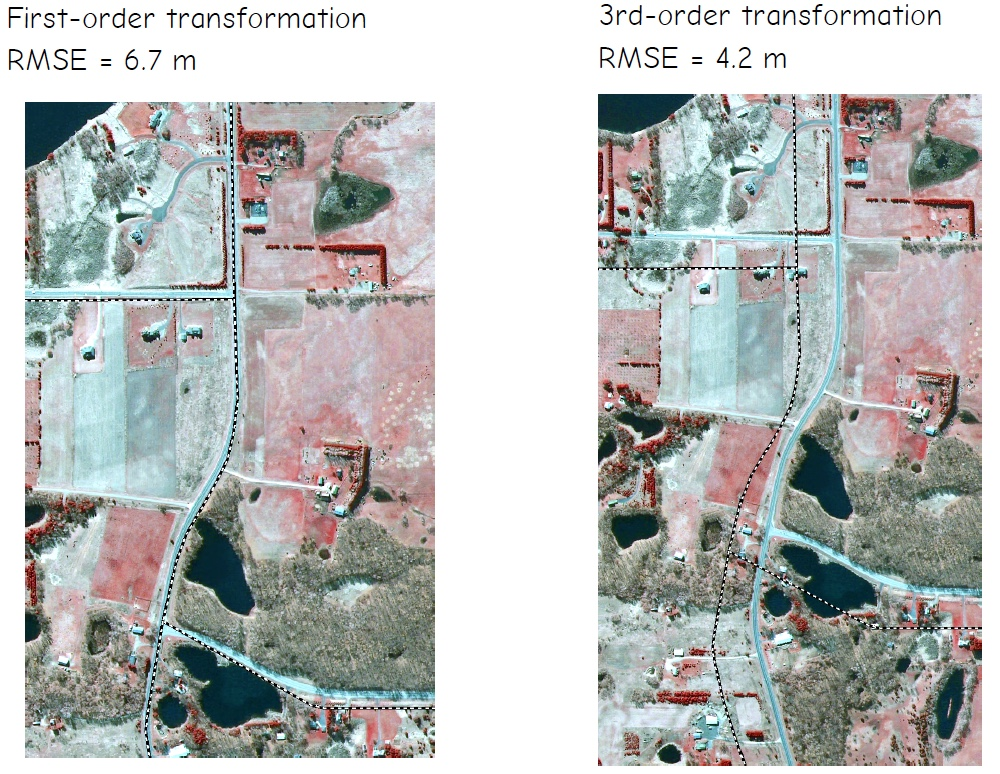 First-order transformation
RMSE = 6.7 m
3rd-order transformation
RMSE = 4.2 m